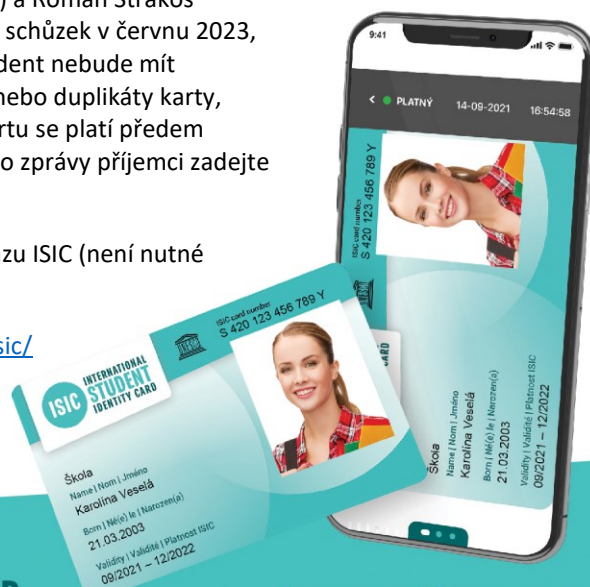 ) a Roman Strakoš
schůzek v červnu 2023,
dent nebude mít
nebo duplikáty karty,
artu se platí předem
o zprávy příjemci zadejte
zu ISIC (není nutné
sic/
9:41
PLATNÝ 14-09-2021 16:54:58
ISIC card number
S 420 123 456 789 Y
CARD
Škola
Name | Nom | Jméno
Karolína Veselá
Born | Né(e) le | Narozen(a)
21.03.2003
Validity | Validité | Platnost ISIC
09/2021 – 12/2022
ISIC
INTERNATIONAL
STUDENT
IDENTITY CARD
UNESCO
ISIC card number
S 420 123 456 789 Y
Škola
Name | Nom | Jméno
Karolína Veselá
Born | Né(e) le | Narozen(a)
21.03.2003
Validity | Validité | Platnost ISIC
09/2021 – 12/2022